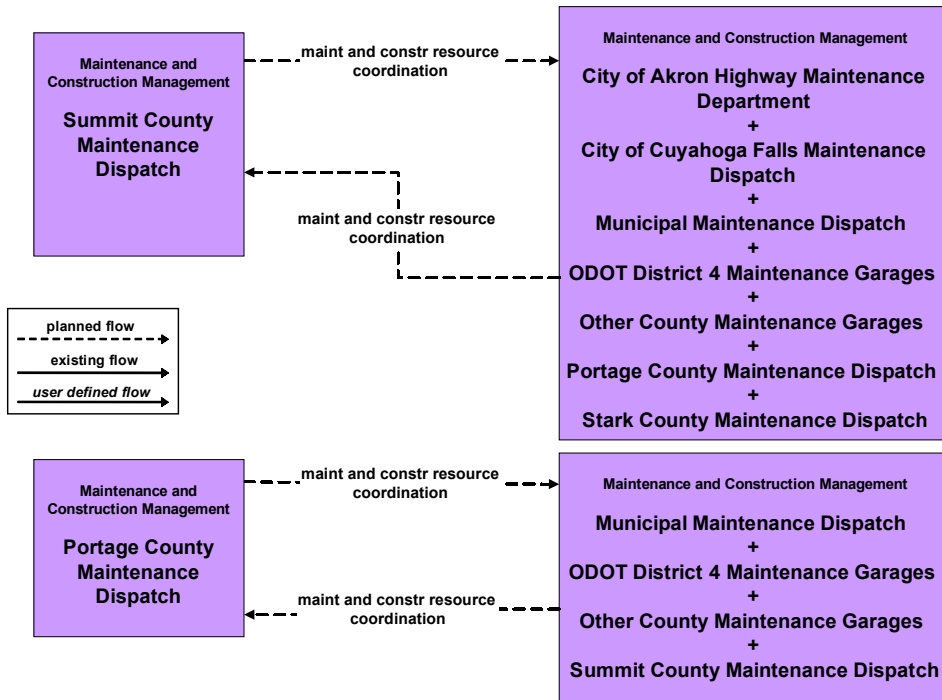 Maintenance and
Construction Management
Summit County
Maintenance
Dispatch
maint and constr resource
coordination
maint and constr resource
coordination
Maintenance and Construction Management
City of Akron Highway Maintenance
Department
+
City of Cuyahoga Falls Maintenance
Dispatch
+
Municipal Maintenance Dispatch
+
ODOT District 4 Maintenance Garages
+
Other County Maintenance Garages
+
Portage County Maintenance Dispatch
+
Stark County Maintenance Dispatch
planned flow
existing flow
user defined flow
Maintenance and
Construction Management
Portage County
Maintenance
Dispatch
maint and constr resource
coordination
maint and constr resource
coordination
Maintenance and Construction Management
Municipal Maintenance Dispatch
+
ODOT District 4 Maintenance Garages
+
Other County Maintenance Garages
+
Summit County Maintenance Dispatch